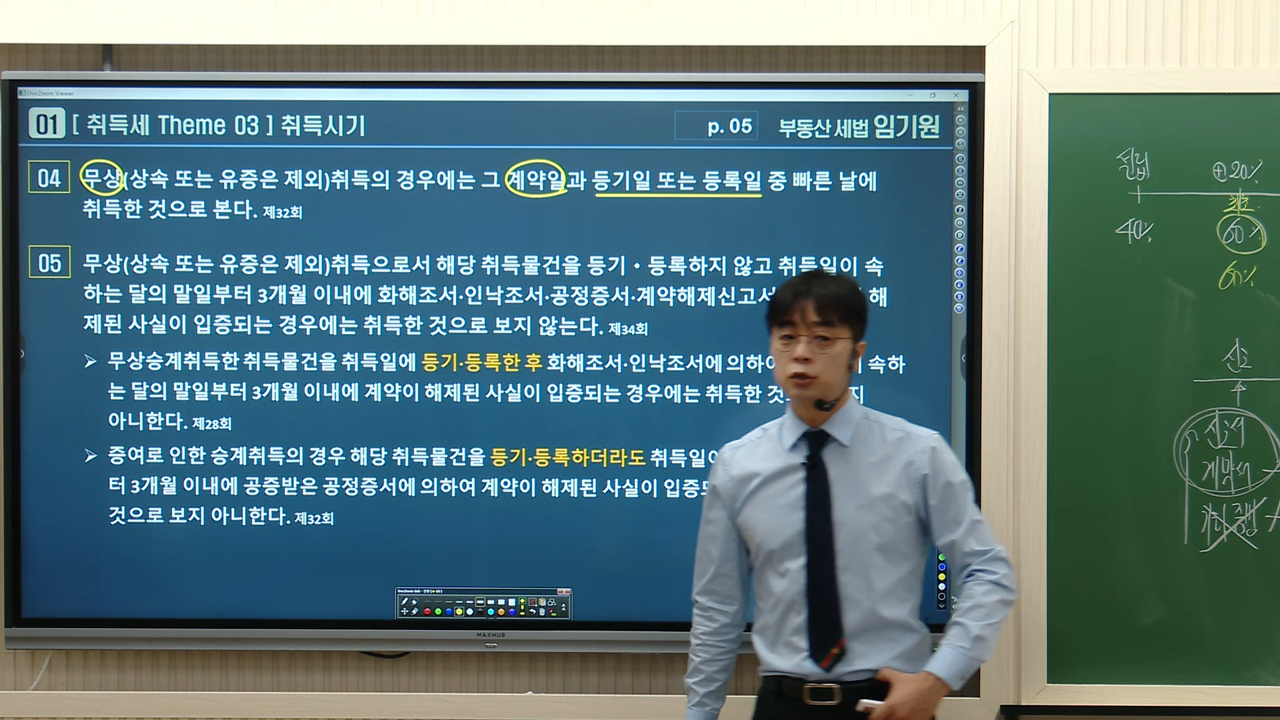 DocZoom Viewer
01 [ 취득세 Theme 03 ] 취득시기
p. 05
부동산 세법 임기원
04 무상(상속 또는 유증은 제외)취득의 경우에는 그 계약일과 등기일 또는 등록일 중 빠른 날에
취득한 것으로 본다. 제32회
05 무상(상속 또는 유증은 제외)취득으로서 해당 취득물건을 등기·등록하지 않고 취득일이 속
하는 달의 말일부터 3개월 이내에 화해조서·인낙조서·공정증서·계약해제신고서 해
제된 사실이 입증되는 경우에는 취득한 것으로 보지 않는다. 제34회
➢ 무상승계취득한 취득물건을 취득일에 등기·등록한 후 화해조서·인낙조서에 의하여 속하
는 달의 말일부터 3개월 이내에 계약이 해제된 사실이 입증되는 경우에는 취득한 것 지
아니한다. 제28회
➢ 증여로 인한 승계취득의 경우 해당 취득물건을 등기·등록하더라도 취득일이
터 3개월 이내에 공증받은 공정증서에 의하여 계약이 해제된 사실이 입증되
것으로 보지 아니한다. 제32회
MAXHUB
⊕20%
40%
60%
60%